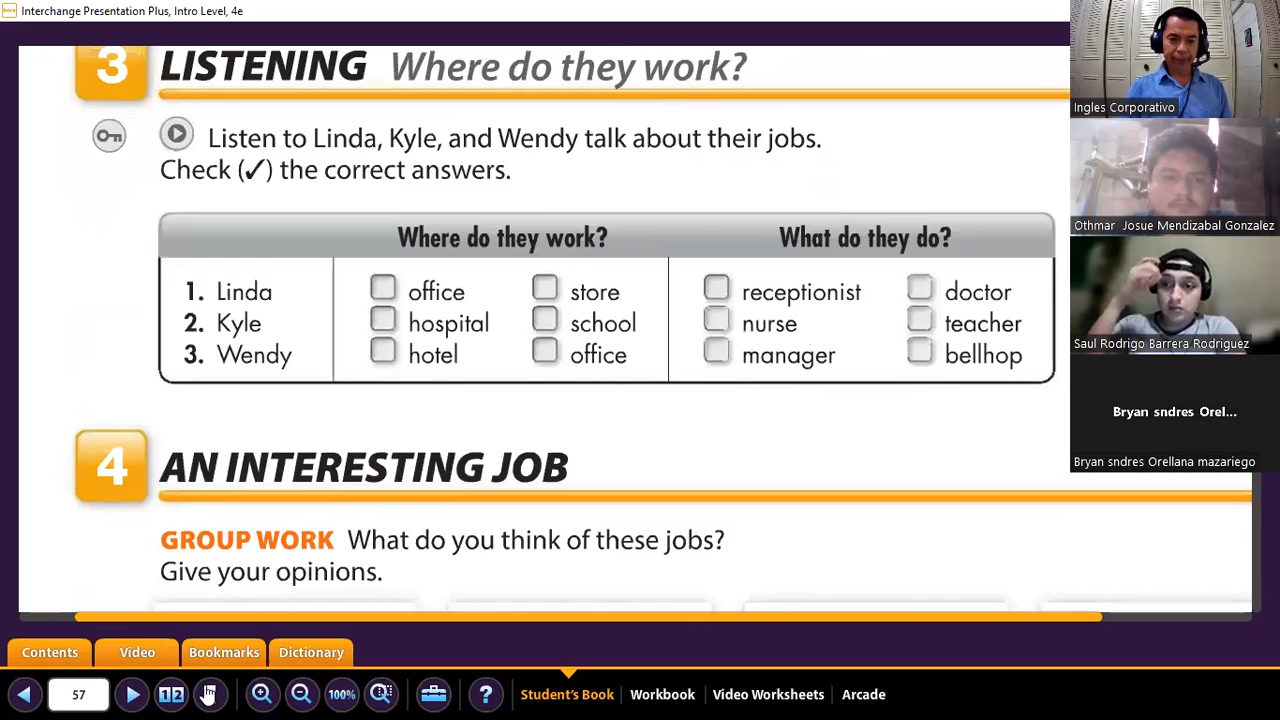 Interchange Presentation Plus, Intro Level, 4e
3 LISTENING Where do they work?
Listen to Linda, Kyle, and Wendy talk about their jobs.
Check (✓) the correct answers.
Where do they work? What do they do?
1. Linda office store receptionist doctor
2. Kyle hospital school nurse teacher
3. Wendy hotel office manager bellhop
4 AN INTERESTING JOB
GROUP WORK What do you think of these jobs?
Give your opinions.
Ingles Corporativo
Othmar Josue Mendizabal Gonzalez
Saul Rodrigo Barrera Rodriguez
Bryan sndres Orel...
Bryan sndres Orellana mazariego
Contents Video Bookmarks Dictionary
57 1 2 100% ? Student's Book Workbook Video Worksheets Arcade